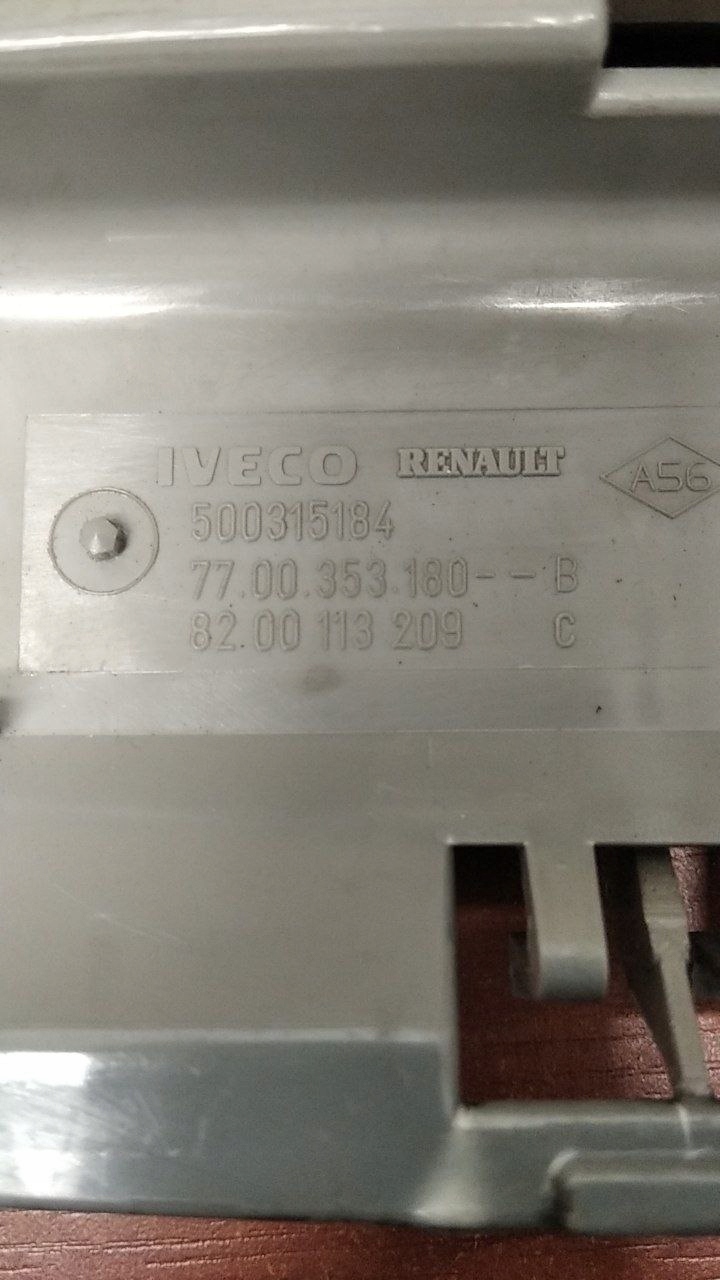 IVECO RENAULT A56
500315184
77.00.353.180-- B
82.00 113 209 C